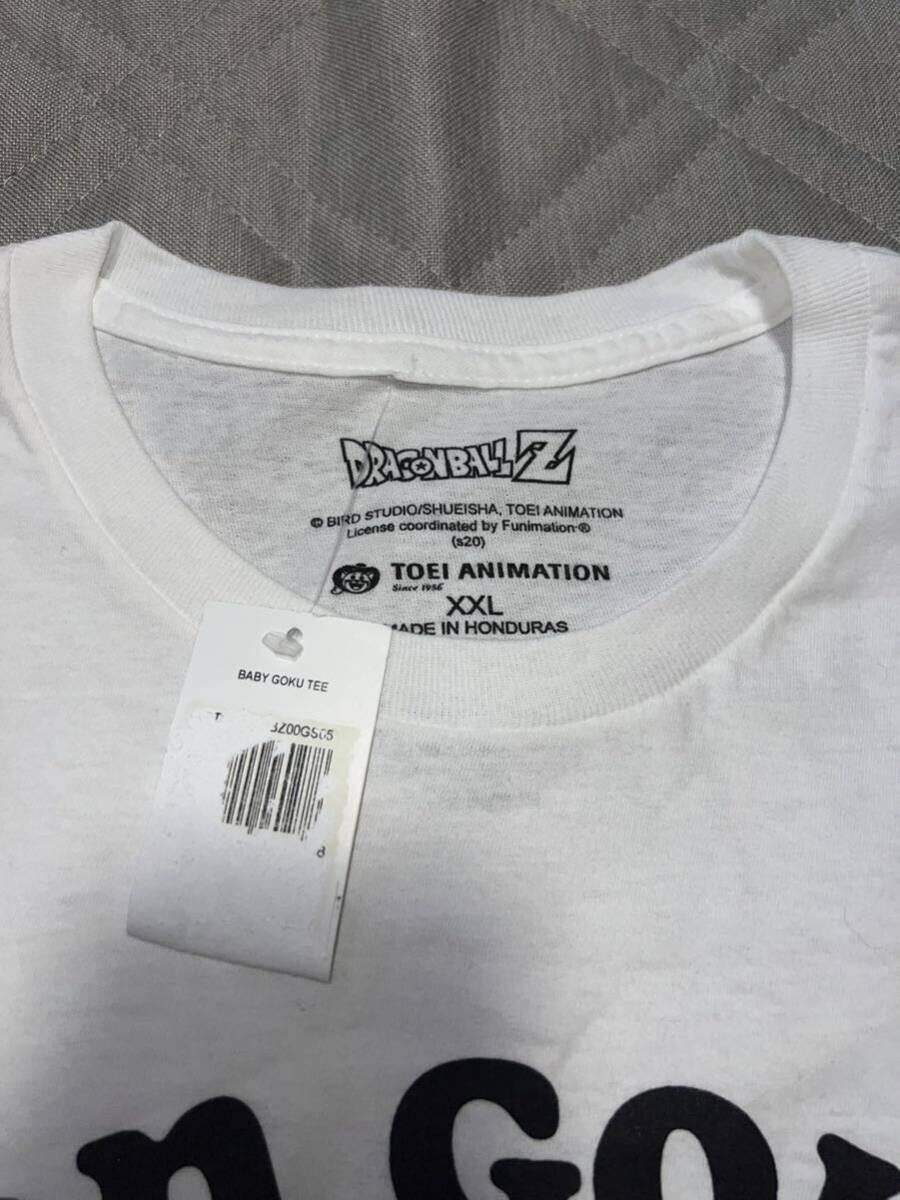 DRAGONBALL Z
© BIRD STUDIO/SHUEISHA, TOEI ANIMATION
License coordinated by Funimation®
(s20)
TOEI ANIMATION
Since 1956
XXL
MADE IN HONDURAS
BABY GOKU TEE
3Z00GS05
n GO